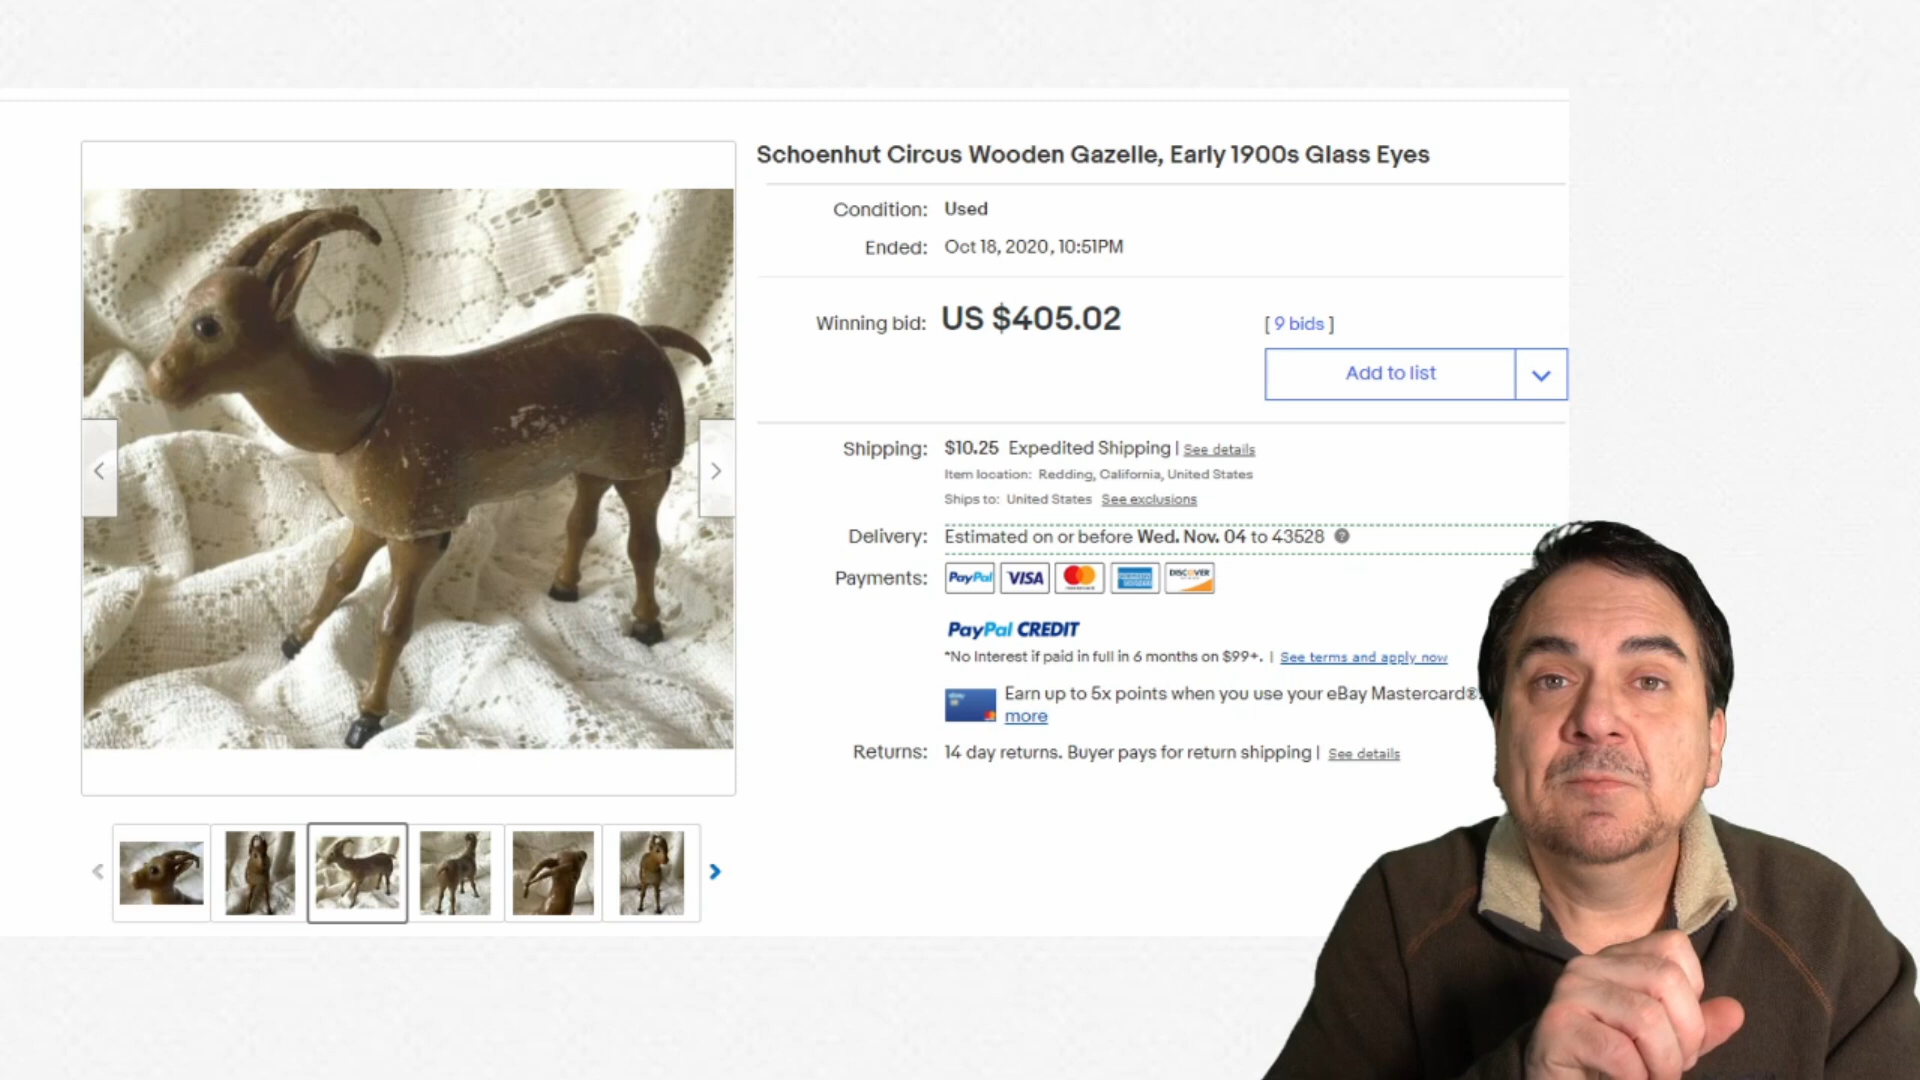 Schoenhut Circus Wooden Gazelle, Early 1900s Glass Eyes
Condition: Used
Ended: Oct 18, 2020, 10:51PM
Winning bid: US $405.02 [ 9 bids ]
Add to list
Shipping: $10.25 Expedited Shipping | See details
Item location: Redding, California, United States
Ships to: United States See exclusions
Delivery: Estimated on or before Wed. Nov. 04 to 43528
Payments: PayPal VISA DISCOVER
PayPal CREDIT
*No Interest if paid in full in 6 months on $99+. | See terms and apply now
Earn up to 5x points when you use your eBay Mastercard®.
more
Returns: 14 day returns. Buyer pays for return shipping | See details